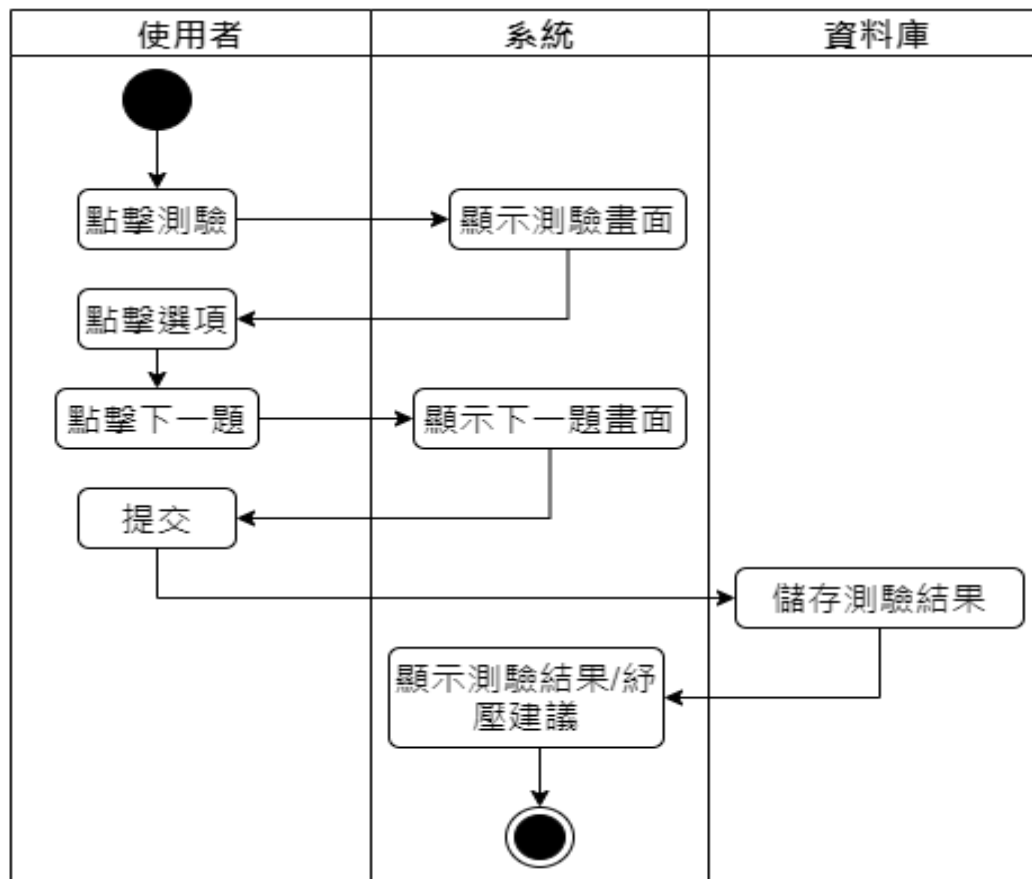 使用者
系統
資料庫
點擊測驗
顯示測驗畫面
點擊選項
點擊下一題
顯示下一題畫面
提交
儲存測驗結果
顯示測驗結果/紓
壓建議